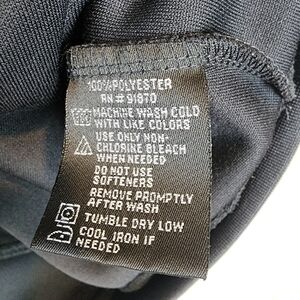 100% POLYESTER
RN # 91870
MACHINE WASH COLD
WITH LIKE COLORS
USE ONLY NON-
CHLORINE BLEACH
WHEN NEEDED
DO NOT USE
SOFTENERS
REMOVE PROMPTLY
AFTER WASH
TUMBLE DRY LOW
COOL IRON IF
NEEDED